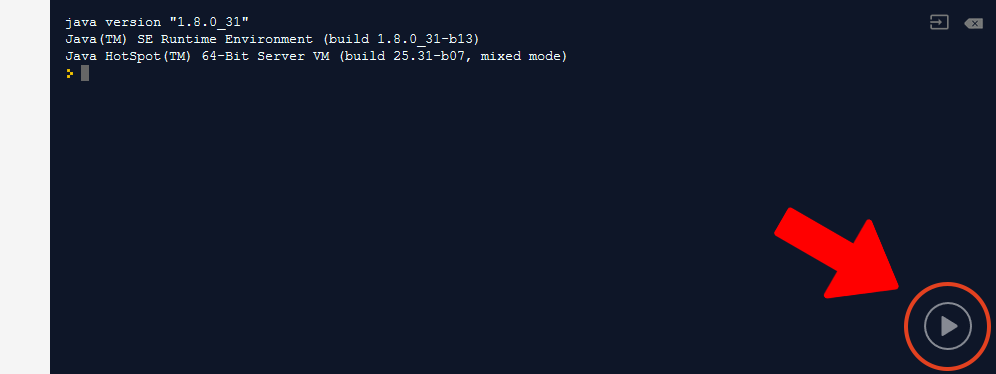 java version "1.8.0_31"
Java(TM) SE Runtime Environment (build 1.8.0_31-b13)
Java HotSpot(TM) 64-Bit Server VM (build 25.31-b07, mixed mode)
>